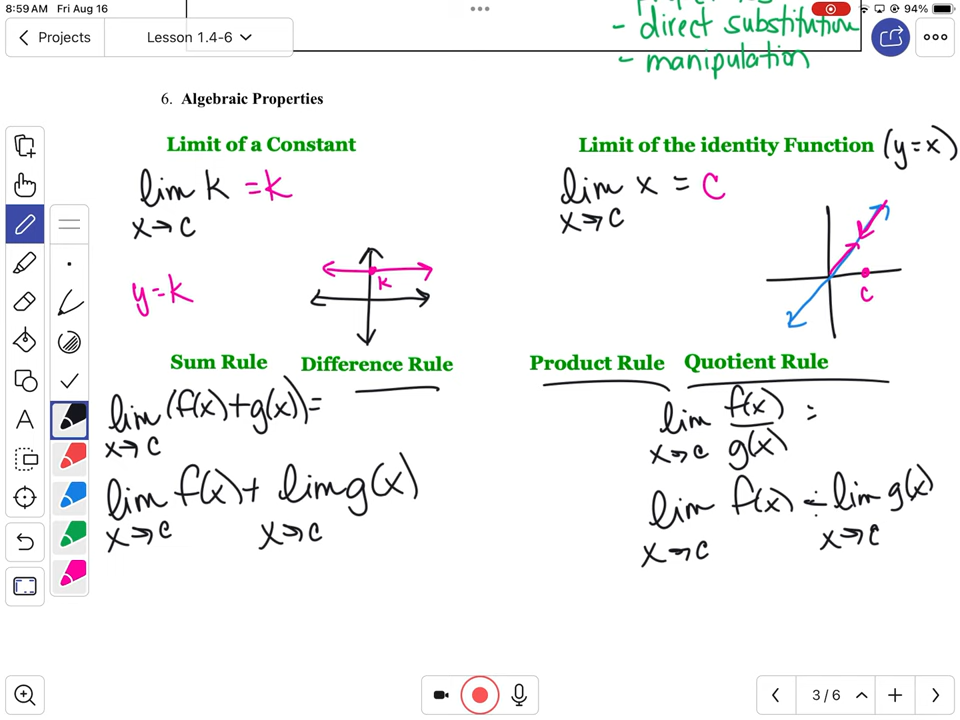 8:59 AM Fri Aug 16
94%
- direct substitution
Projects
Lesson 1.4-6
- manipulation
6. Algebraic Properties
Limit of a Constant
lim k = k
x→c
y=k
k
Limit of the identity Function (y=x)
lim x = c
x→c
c
Sum Rule Difference Rule
lim (f(x)+g(x))=
x→c
lim f(x)+ lim g(x)
x→c x→c
Product Rule Quotient Rule
lim f(x) =
x→c g(x)
lim f(x) ÷ lim g(x)
x→c x→c
A
3 / 6